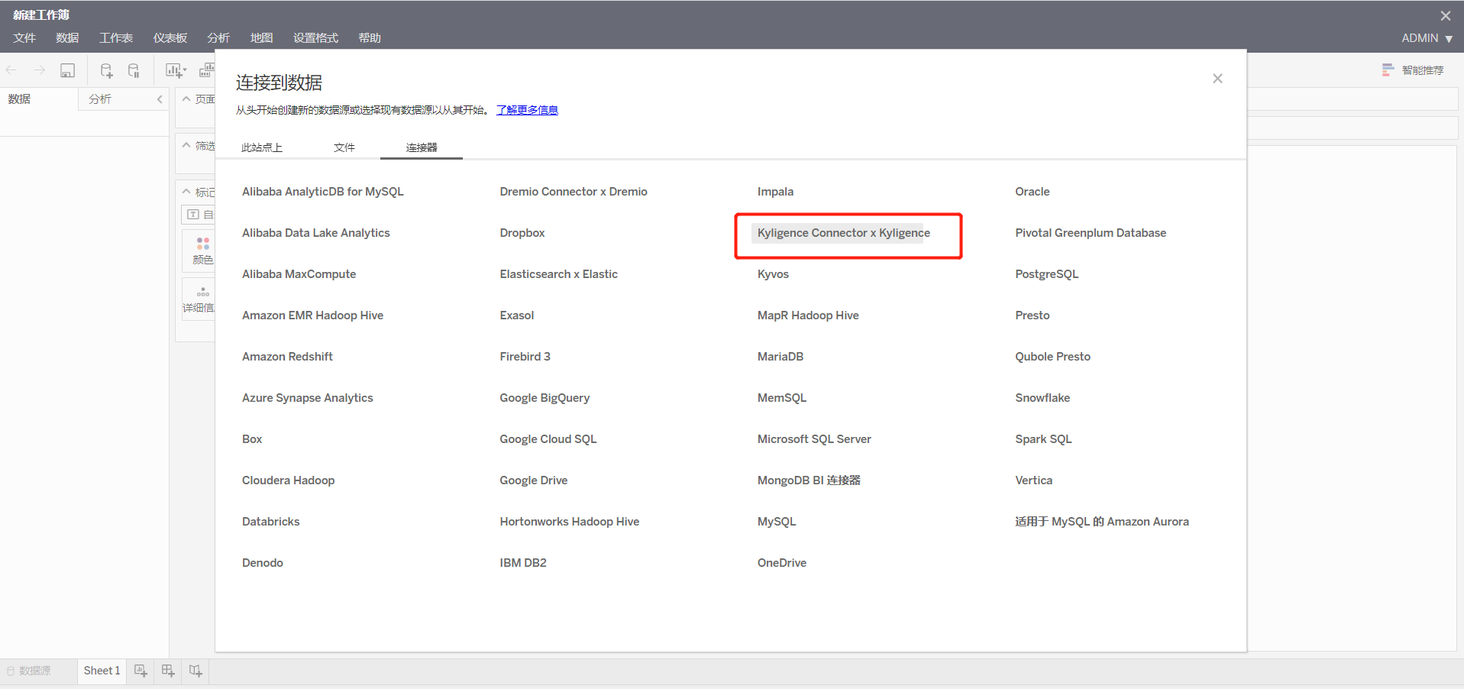 新建工作簿
文件 数据 工作表 仪表板 分析 地图 设置格式 帮助
ADMIN
智能推荐
数据 分析
页面
筛选
标记
自
颜色
详细信
连接到数据
从头开始创建新的数据源或选择现有数据源以从其开始。 了解更多信息
此站点上 文件 连接器
Alibaba AnalyticDB for MySQL Dremio Connector x Dremio Impala Oracle
Alibaba Data Lake Analytics Dropbox Kyligence Connector x Kyligence Pivotal Greenplum Database
Alibaba MaxCompute Elasticsearch x Elastic Kyvos PostgreSQL
Amazon EMR Hadoop Hive Exasol MapR Hadoop Hive Presto
Amazon Redshift Firebird 3 MariaDB Qubole Presto
Azure Synapse Analytics Google BigQuery MemSQL Snowflake
Box Google Cloud SQL Microsoft SQL Server Spark SQL
Cloudera Hadoop Google Drive MongoDB BI 连接器 Vertica
Databricks Hortonworks Hadoop Hive MySQL 适用于 MySQL 的 Amazon Aurora
Denodo IBM DB2 OneDrive
数据源 Sheet 1